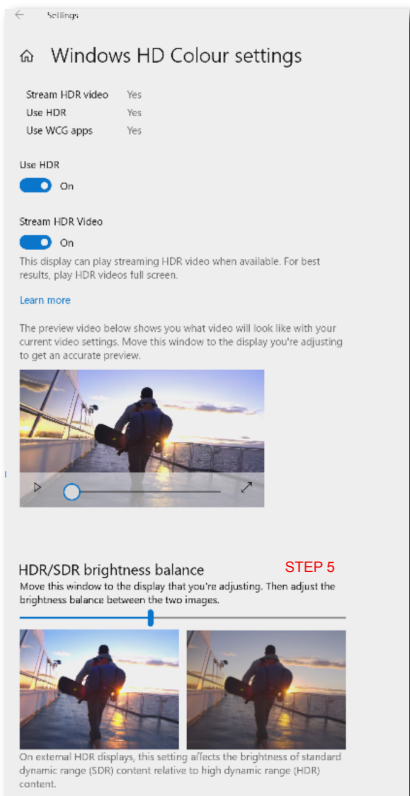 Settings
Windows HD Colour settings
Stream HDR video Yes
Use HDR Yes
Use WCG apps Yes
Use HDR
On
Stream HDR Video
On
This display can play streaming HDR video when available. For best
results, play HDR videos full screen.
Learn more
The preview video below shows you what video will look like with your
current video settings. Move this window to the display you're adjusting
to get an accurate preview.
HDR/SDR brightness balance STEP 5
Move this window to the display that you're adjusting. Then adjust the
brightness balance between the two images.
On external HDR displays, this setting affects the brightness of standard
dynamic range (SDR) content relative to high dynamic range (HDR)
content.